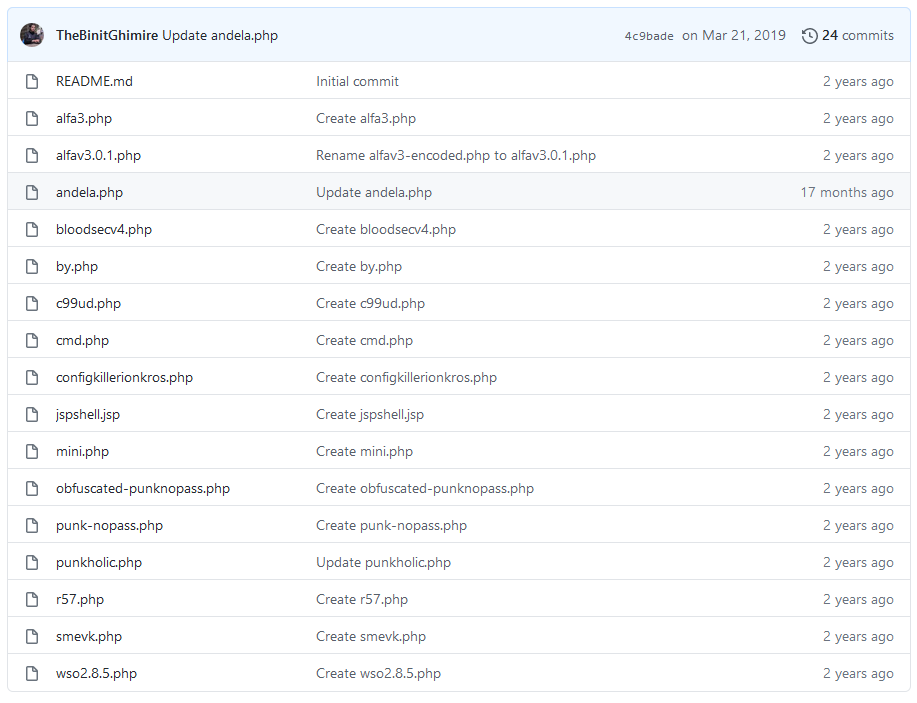 TheBinitGhimire Update andela.php 4c9bade on Mar 21, 2019 24 commits
README.md Initial commit 2 years ago
alfa3.php Create alfa3.php 2 years ago
alfav3.0.1.php Rename alfav3-encoded.php to alfav3.0.1.php 2 years ago
andela.php Update andela.php 17 months ago
bloodsecv4.php Create bloodsecv4.php 2 years ago
by.php Create by.php 2 years ago
c99ud.php Create c99ud.php 2 years ago
cmd.php Create cmd.php 2 years ago
configkillerionkros.php Create configkillerionkros.php 2 years ago
jspshell.jsp Create jspshell.jsp 2 years ago
mini.php Create mini.php 2 years ago
obfuscated-punknopass.php Create obfuscated-punknopass.php 2 years ago
punk-nopass.php Create punk-nopass.php 2 years ago
punkholic.php Update punkholic.php 2 years ago
r57.php Create r57.php 2 years ago
smevk.php Create smevk.php 2 years ago
wso2.8.5.php Create wso2.8.5.php 2 years ago